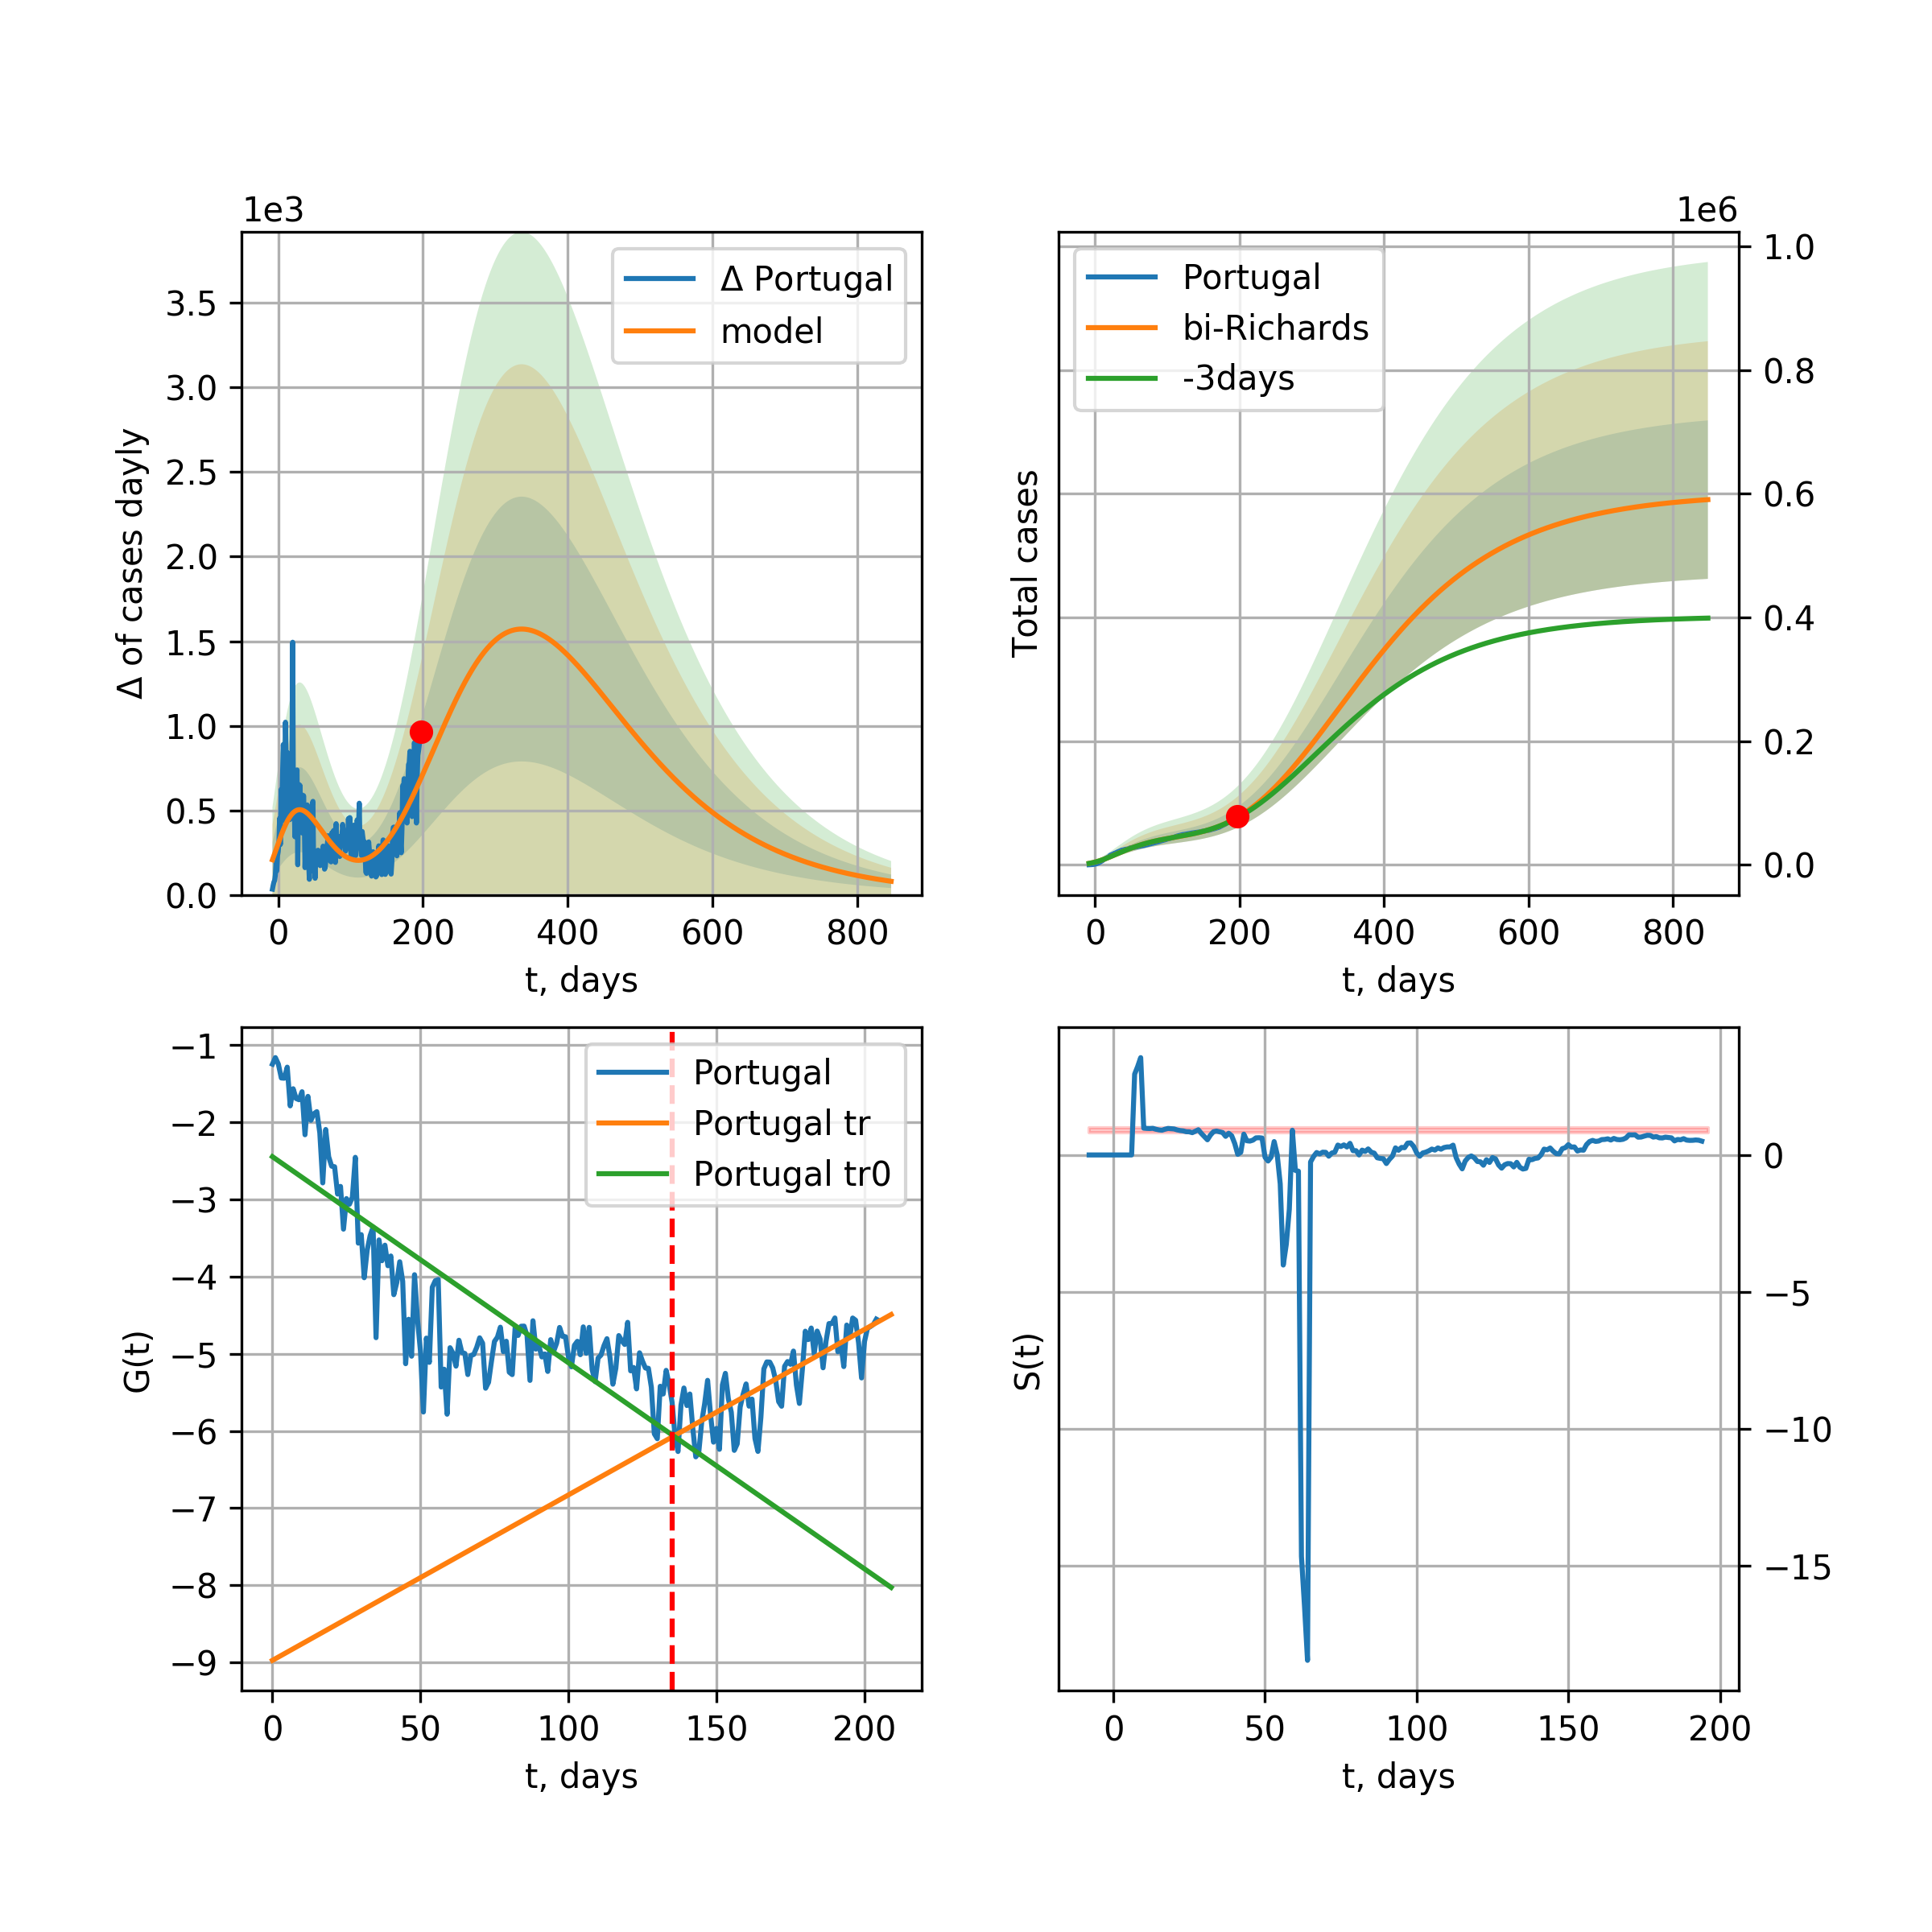 1e3
Δ of cases dayly
3.5
3.0
2.5
2.0
1.5
1.0
0.5
0.0
Δ Portugal
model
0 200 400 600 800
t, days
1e6
Total cases
Portugal
bi-Richards
-3days
1.0
0.8
0.6
0.4
0.2
0.0
0 200 400 600 800
t, days
G(t)
−1
−2
−3
−4
−5
−6
−7
−8
−9
Portugal
Portugal tr
Portugal tr0
0 50 100 150 200
t, days
S(t)
0
−5
−10
−15
0 50 100 150 200
t, days